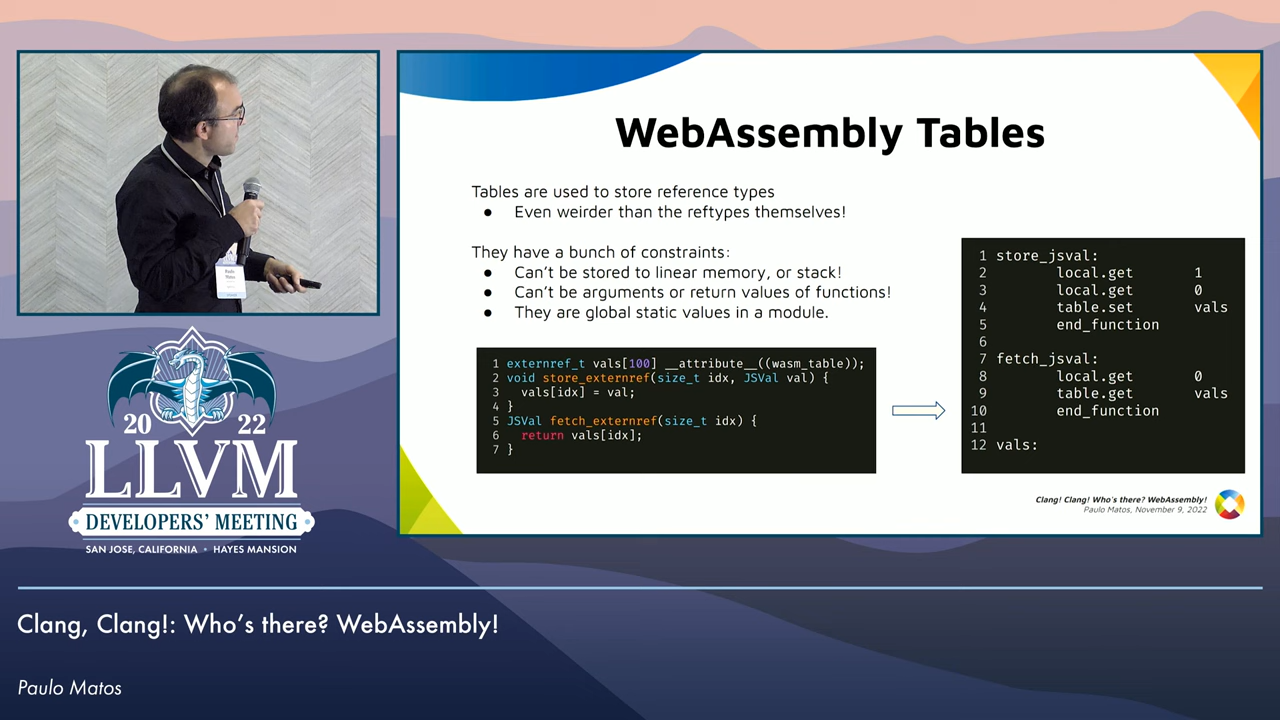 WebAssembly Tables
Tables are used to store reference types
● Even weirder than the reftypes themselves!
They have a bunch of constraints:
● Can't be stored to linear memory, or stack!
● Can't be arguments or return values of functions!
● They are global static values in a module.
1 externref_t vals[100] __attribute__((wasm_table));
2 void store_externref(size_t idx, JSVal val) {
3   vals[idx] = val;
4 }
5 JSVal fetch_externref(size_t idx) {
6   return vals[idx];
7 }
1 store_jsval:
2 local.get 1
3 local.get 0
4 table.set vals
5 end_function
6
7 fetch_jsval:
8 local.get 0
9 table.get vals
10 end_function
11
12 vals:
Clang! Clang! Who's there? WebAssembly!
Paulo Matos, November 9, 2022
Paulo
Matos
20 22
LLVM
DEVELOPERS' MEETING
SAN JOSE, CALIFORNIA • HAYES MANSION
Clang, Clang!: Who's there? WebAssembly!
Paulo Matos